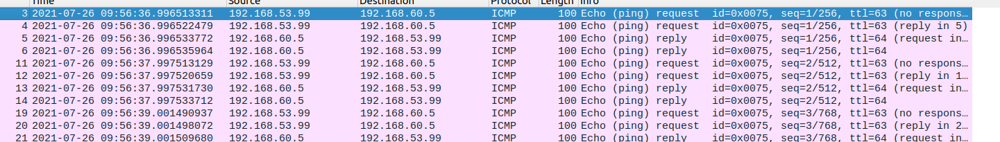 Time Source Destination Protocol Length Info
3 2021-07-26 09:56:36.996513311 192.168.53.99 192.168.60.5 ICMP 100 Echo (ping) request id=0x0075, seq=1/256, ttl=63 (no respons…
4 2021-07-26 09:56:36.996522479 192.168.53.99 192.168.60.5 ICMP 100 Echo (ping) request id=0x0075, seq=1/256, ttl=63 (reply in 5)
5 2021-07-26 09:56:36.996533772 192.168.60.5 192.168.53.99 ICMP 100 Echo (ping) reply id=0x0075, seq=1/256, ttl=64 (request in…
6 2021-07-26 09:56:36.996535964 192.168.60.5 192.168.53.99 ICMP 100 Echo (ping) reply id=0x0075, seq=1/256, ttl=64
11 2021-07-26 09:56:37.997513129 192.168.53.99 192.168.60.5 ICMP 100 Echo (ping) request id=0x0075, seq=2/512, ttl=63 (no respons…
12 2021-07-26 09:56:37.997520659 192.168.53.99 192.168.60.5 ICMP 100 Echo (ping) request id=0x0075, seq=2/512, ttl=63 (reply in 1…
13 2021-07-26 09:56:37.997531730 192.168.60.5 192.168.53.99 ICMP 100 Echo (ping) reply id=0x0075, seq=2/512, ttl=64 (request in…
14 2021-07-26 09:56:37.997533712 192.168.60.5 192.168.53.99 ICMP 100 Echo (ping) reply id=0x0075, seq=2/512, ttl=64
19 2021-07-26 09:56:39.001490937 192.168.53.99 192.168.60.5 ICMP 100 Echo (ping) request id=0x0075, seq=3/768, ttl=63 (no respons…
20 2021-07-26 09:56:39.001498072 192.168.53.99 192.168.60.5 ICMP 100 Echo (ping) request id=0x0075, seq=3/768, ttl=63 (reply in 2…
21 2021-07-26 09:56:39.001509680 192.168.60.5 192.168.53.99 ICMP 100 Echo (ping) reply id=0x0075, seq=3/768, ttl=64 (request in…